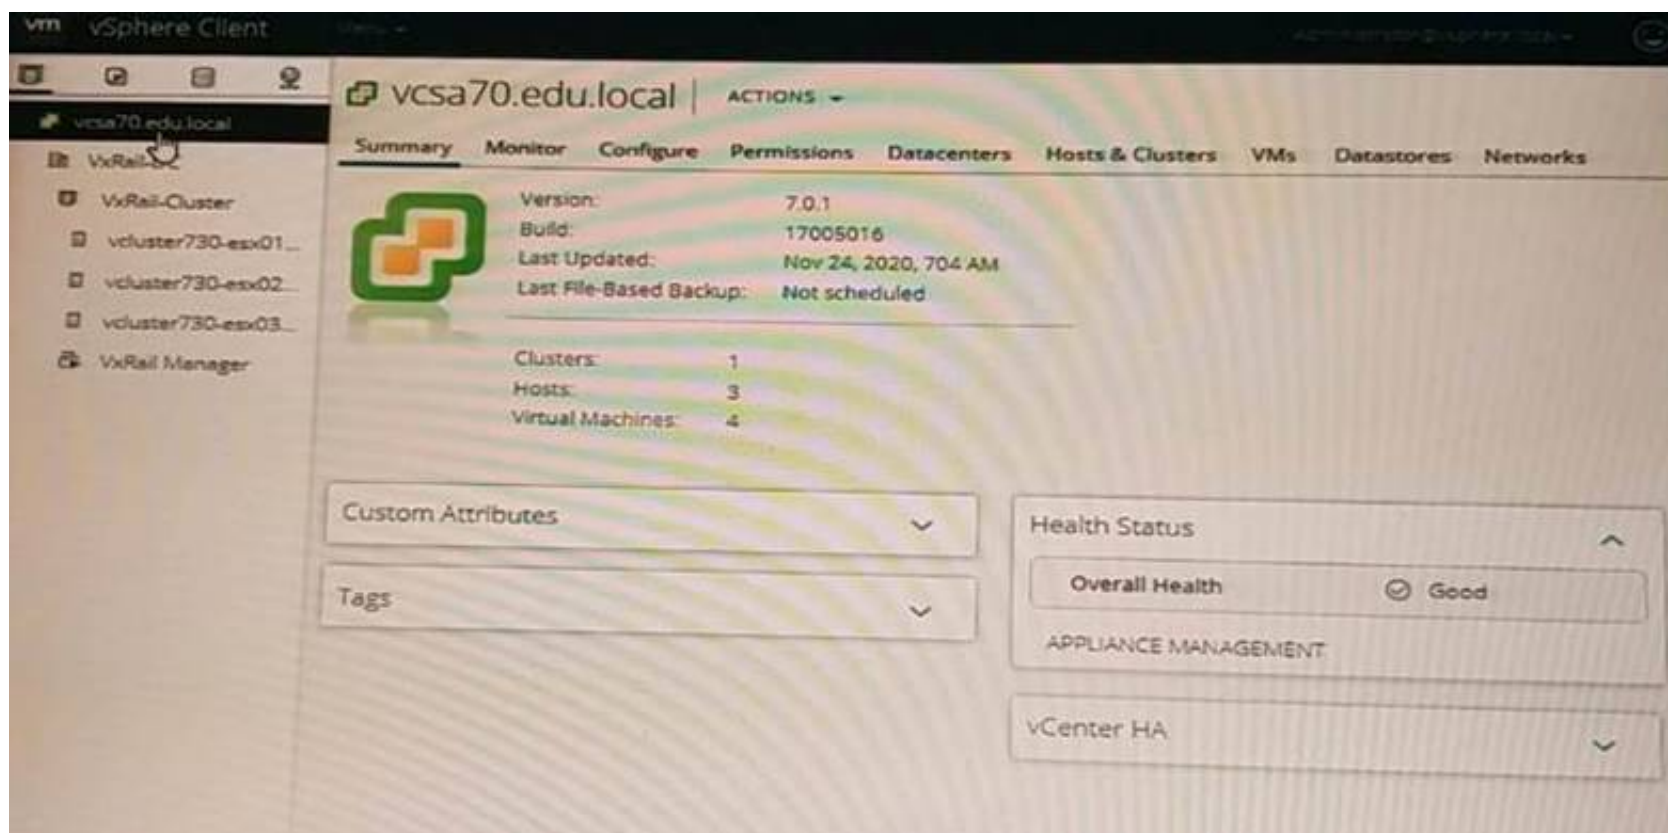 vm vSphere Client
vcsa70.edu.local
VxRail-
VxRail-Cluster
vcluster730-esx01...
vcluster730-esx02...
vcluster730-esx03...
VxRail Manager
vcsa70.edu.local
ACTIONS
Summary Monitor Configure Permissions Datacenters Hosts & Clusters VMs Datastores Networks
Version: 7.0.1
Build: 17005016
Last Updated: Nov 24, 2020, 704 AM
Last File-Based Backup: Not scheduled
Clusters: 1
Hosts: 3
Virtual Machines: 4
Custom Attributes
Tags
Health Status
Overall Health Good
APPLIANCE MANAGEMENT
vCenter HA